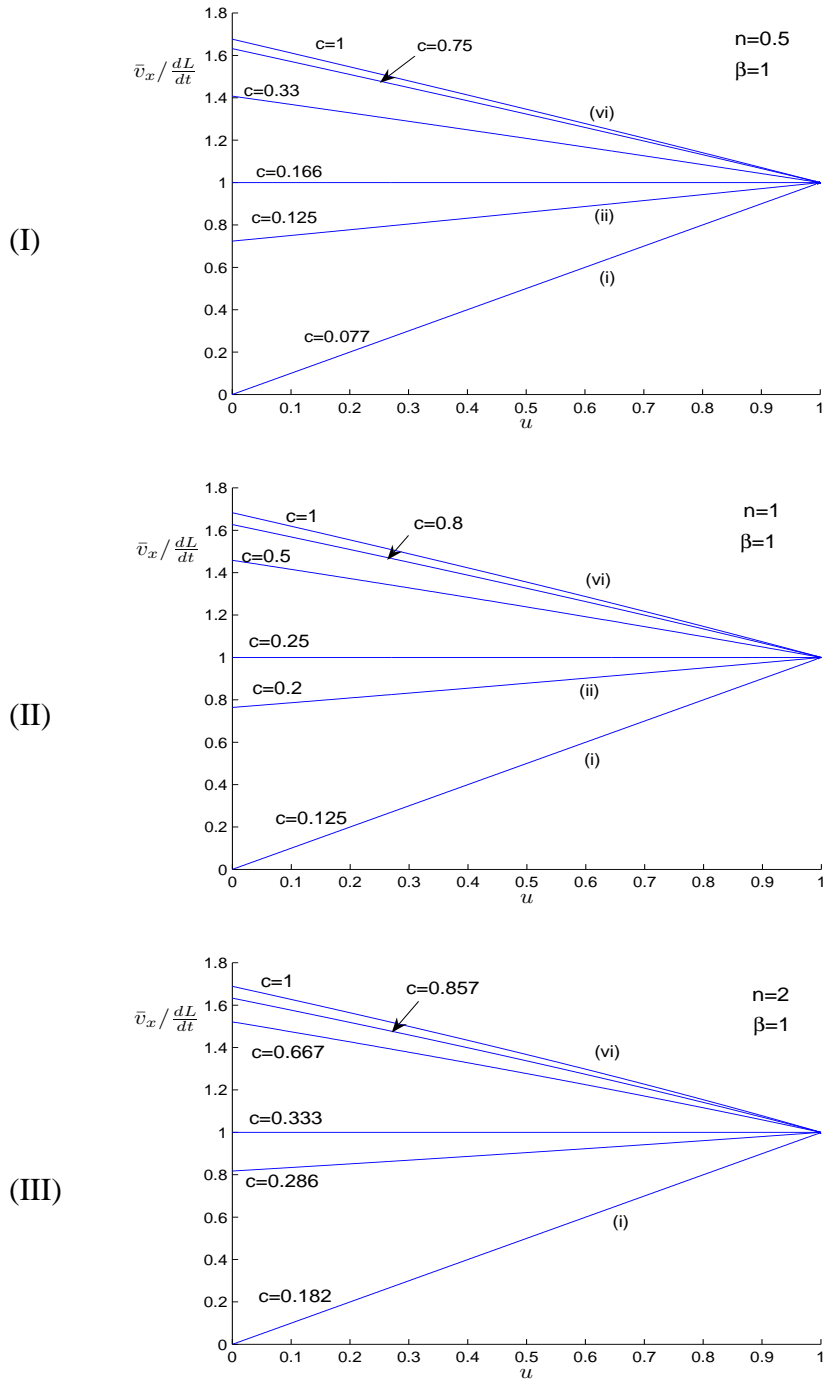 (I)
v̄ₓ / dL/dt
1.8
1.6
1.4
1.2
1
0.8
0.6
0.4
0.2
0
c=1
c=0.75
n=0.5
β=1
c=0.33
(vi)
c=0.166
c=0.125
(ii)
(i)
c=0.077
0 0.1 0.2 0.3 0.4 0.5 0.6 0.7 0.8 0.9 1
u
(II)
v̄ₓ / dL/dt
1.8
1.6
1.4
1.2
1
0.8
0.6
0.4
0.2
0
c=1
c=0.8
n=1
β=1
c=0.5
(vi)
c=0.25
c=0.2
(ii)
(i)
c=0.125
0 0.1 0.2 0.3 0.4 0.5 0.6 0.7 0.8 0.9 1
u
(III)
v̄ₓ / dL/dt
1.8
1.6
1.4
1.2
1
0.8
0.6
0.4
0.2
0
c=1
c=0.857
n=2
β=1
c=0.667
(vi)
c=0.333
c=0.286
(i)
c=0.182
0 0.1 0.2 0.3 0.4 0.5 0.6 0.7 0.8 0.9 1
u